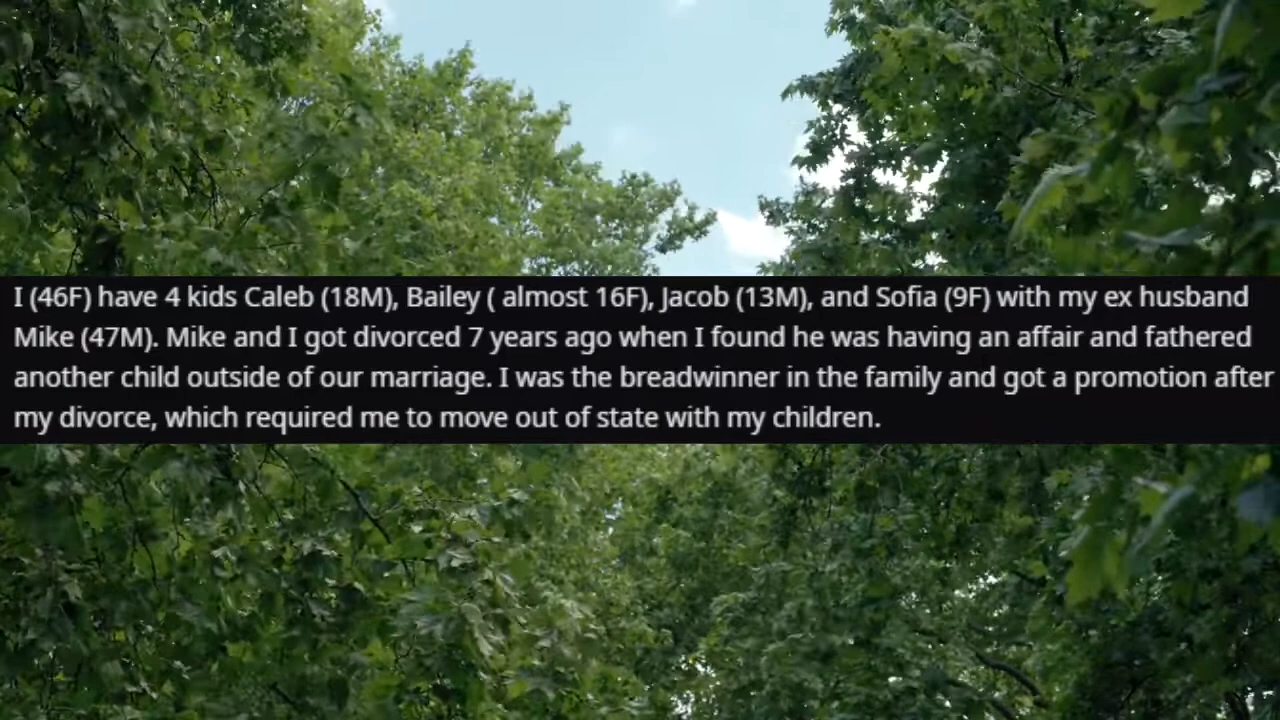 I (46F) have 4 kids Caleb (18M), Bailey ( almost 16F), Jacob (13M), and Sofia (9F) with my ex husband
Mike (47M). Mike and I got divorced 7 years ago when I found he was having an affair and fathered
another child outside of our marriage. I was the breadwinner in the family and got a promotion after
my divorce, which required me to move out of state with my children.